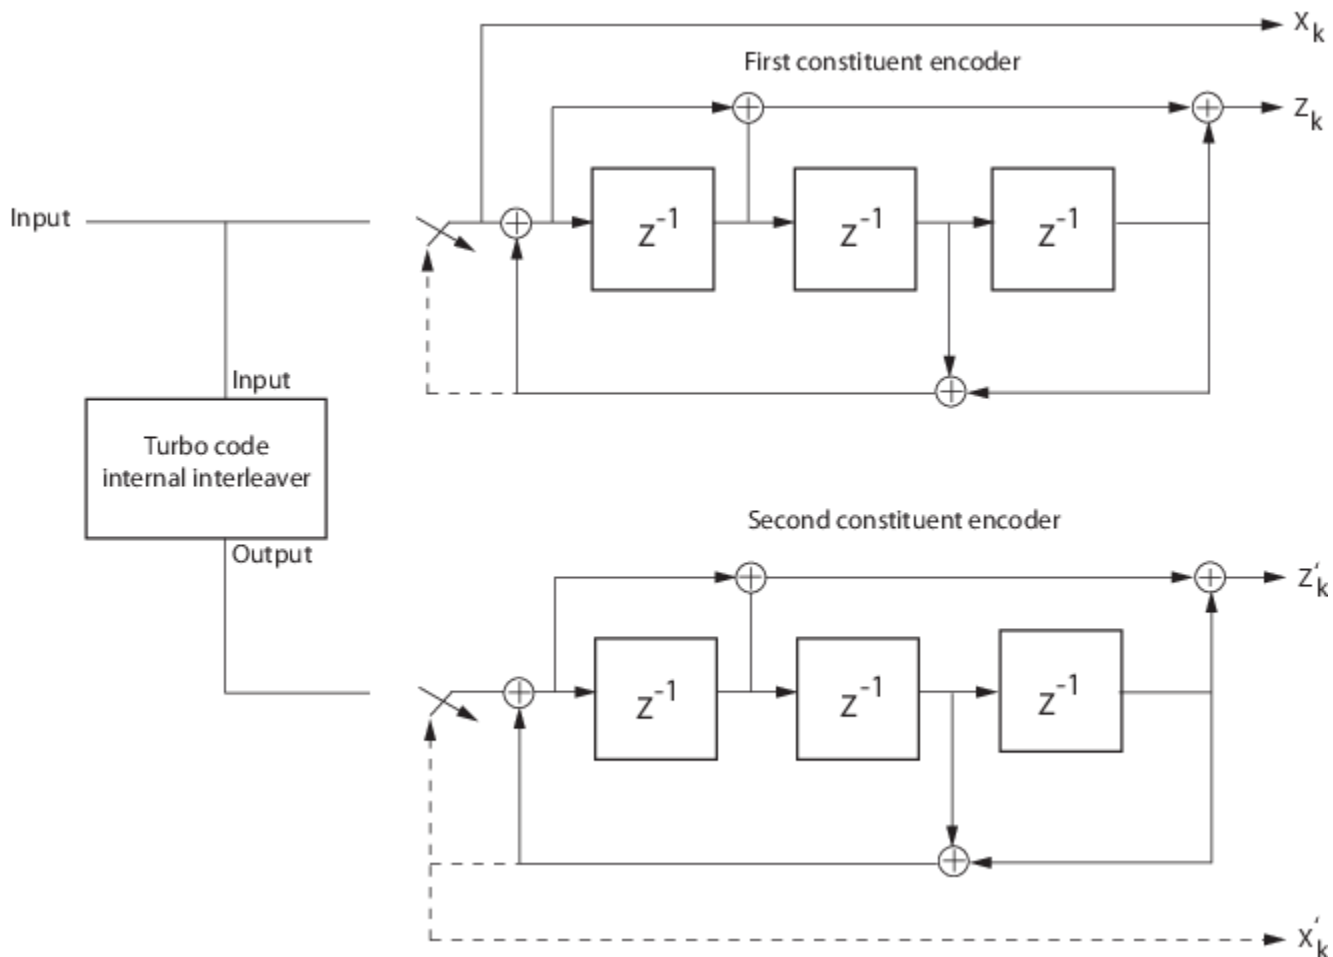 X_k
First constituent encoder
Z_k
Input
z^-1
z^-1
z^-1
Input
Turbo code
internal interleaver
Output
Second constituent encoder
Z'_k
z^-1
z^-1
z^-1
X'_k